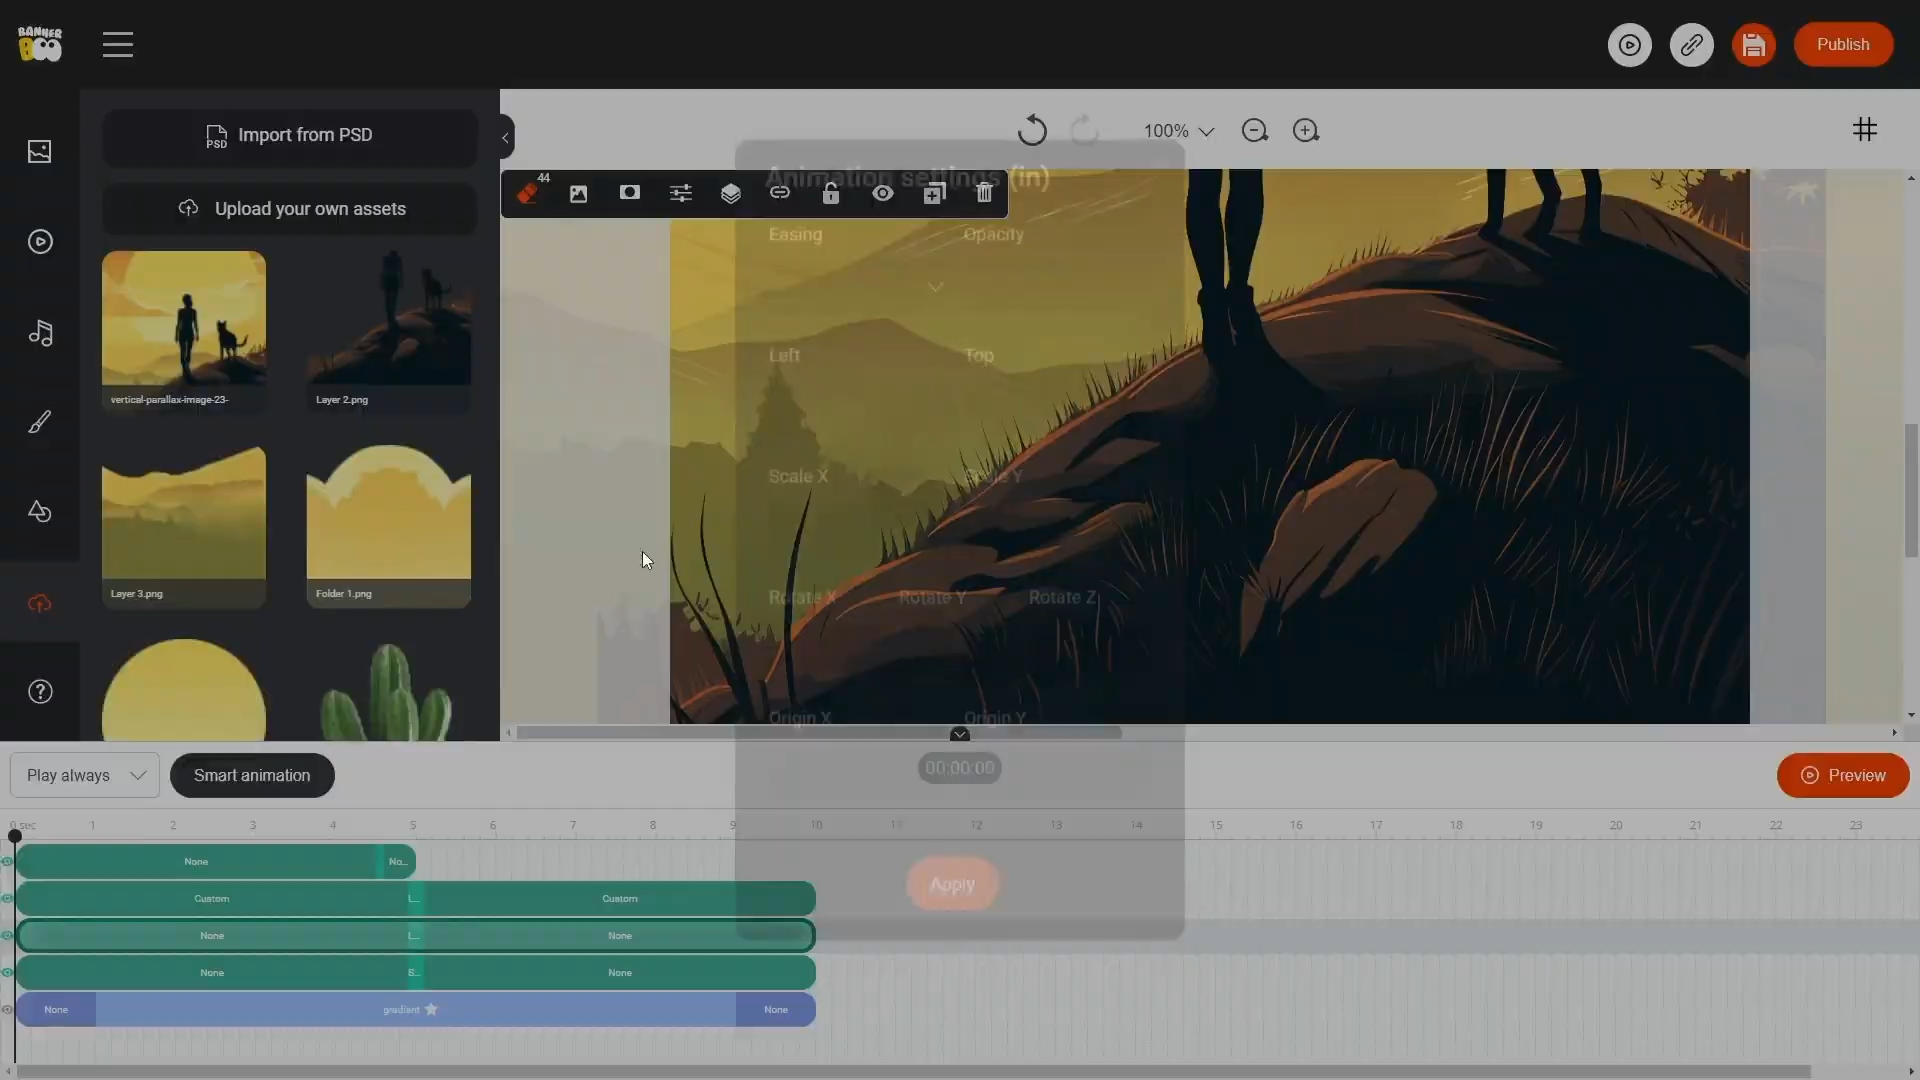 BANNER
BOO
Publish
PSD
Import from PSD
Upload your own assets
vertical-parallax-image-23-
Layer 2.png
Layer 3.png
Folder 1.png
100%
44
Animation settings (in)
Easing
Opacity
Left
Top
Scale X
Scale Y
Rotate X
Rotate Y
Rotate Z
Origin X
Origin Y
00:00:00
Apply
Play always
Smart animation
Preview
0 sec 1 2 3 4 5 6 7 8 9 10 11 12 13 14 15 16 17 18 19 20 21 22 23
None No...
Custom L... Custom
None L... None
None S... None
None gradient None